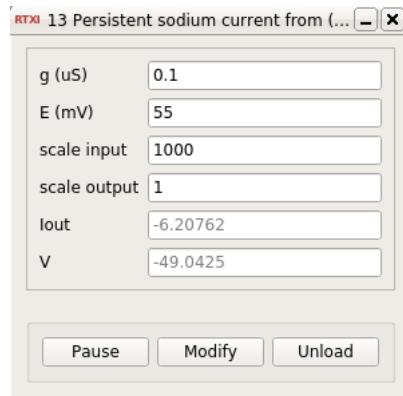 RTXI 13 Persistent sodium current from (...
g (uS) 0.1
E (mV) 55
scale input 1000
scale output 1
Iout -6.20762
V -49.0425
Pause Modify Unload